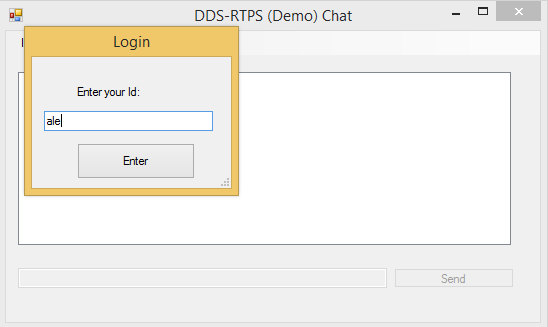 DDS-RTPS (Demo) Chat
Login
Enter your Id:
ale
Enter
Send